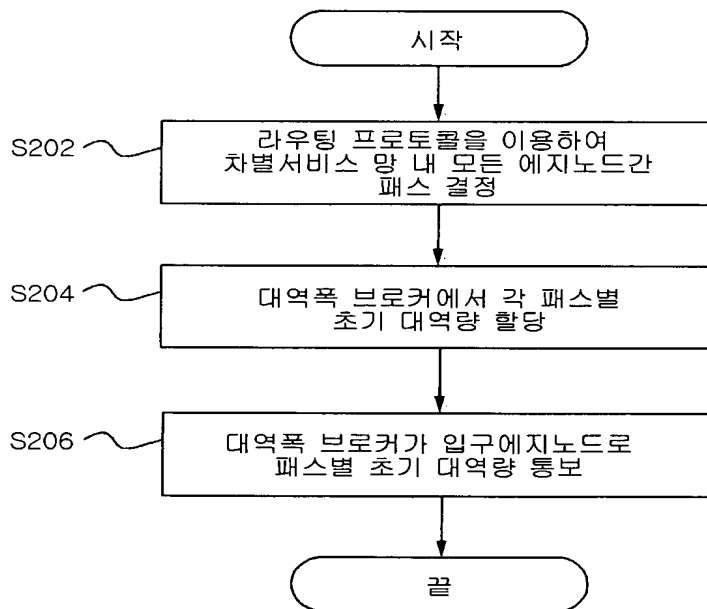 시작
S202
라우팅 프로토콜을 이용하여
차별서비스 망 내 모든 에지노드간
패스 결정
S204
대역폭 브로커에서 각 패스별
초기 대역량 할당
S206
대역폭 브로커가 입구에지노드로
패스별 초기 대역량 통보
끝